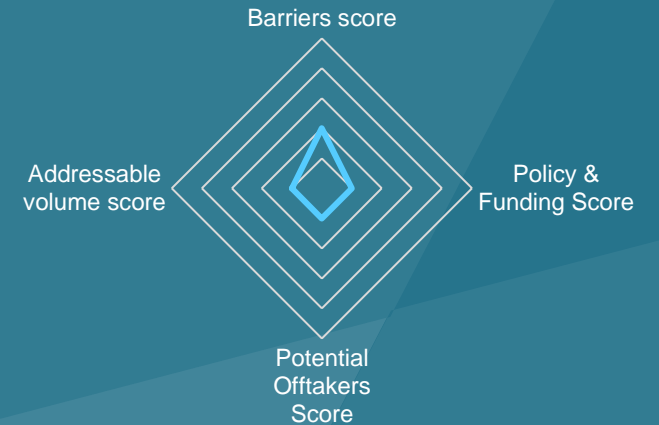 Barriers score
Addressable
volume score
Policy &
Funding Score
Potential
Offtakers
Score